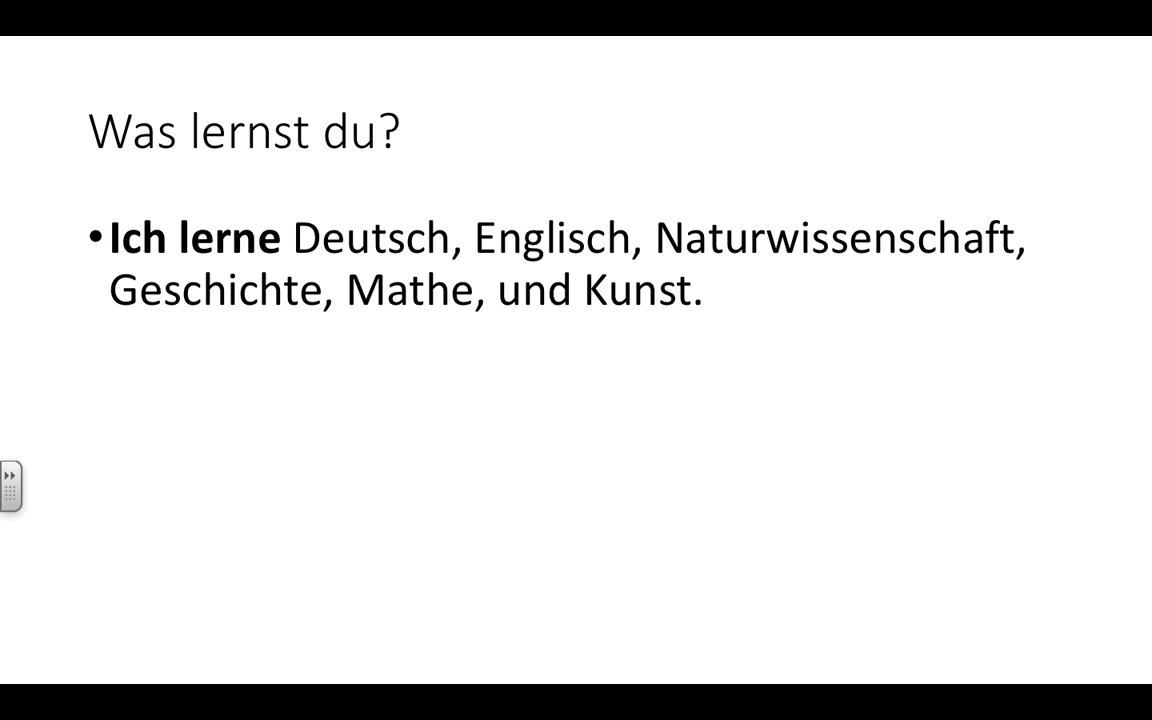 Was lernst du?
•Ich lerne Deutsch, Englisch, Naturwissenschaft,
Geschichte, Mathe, und Kunst.